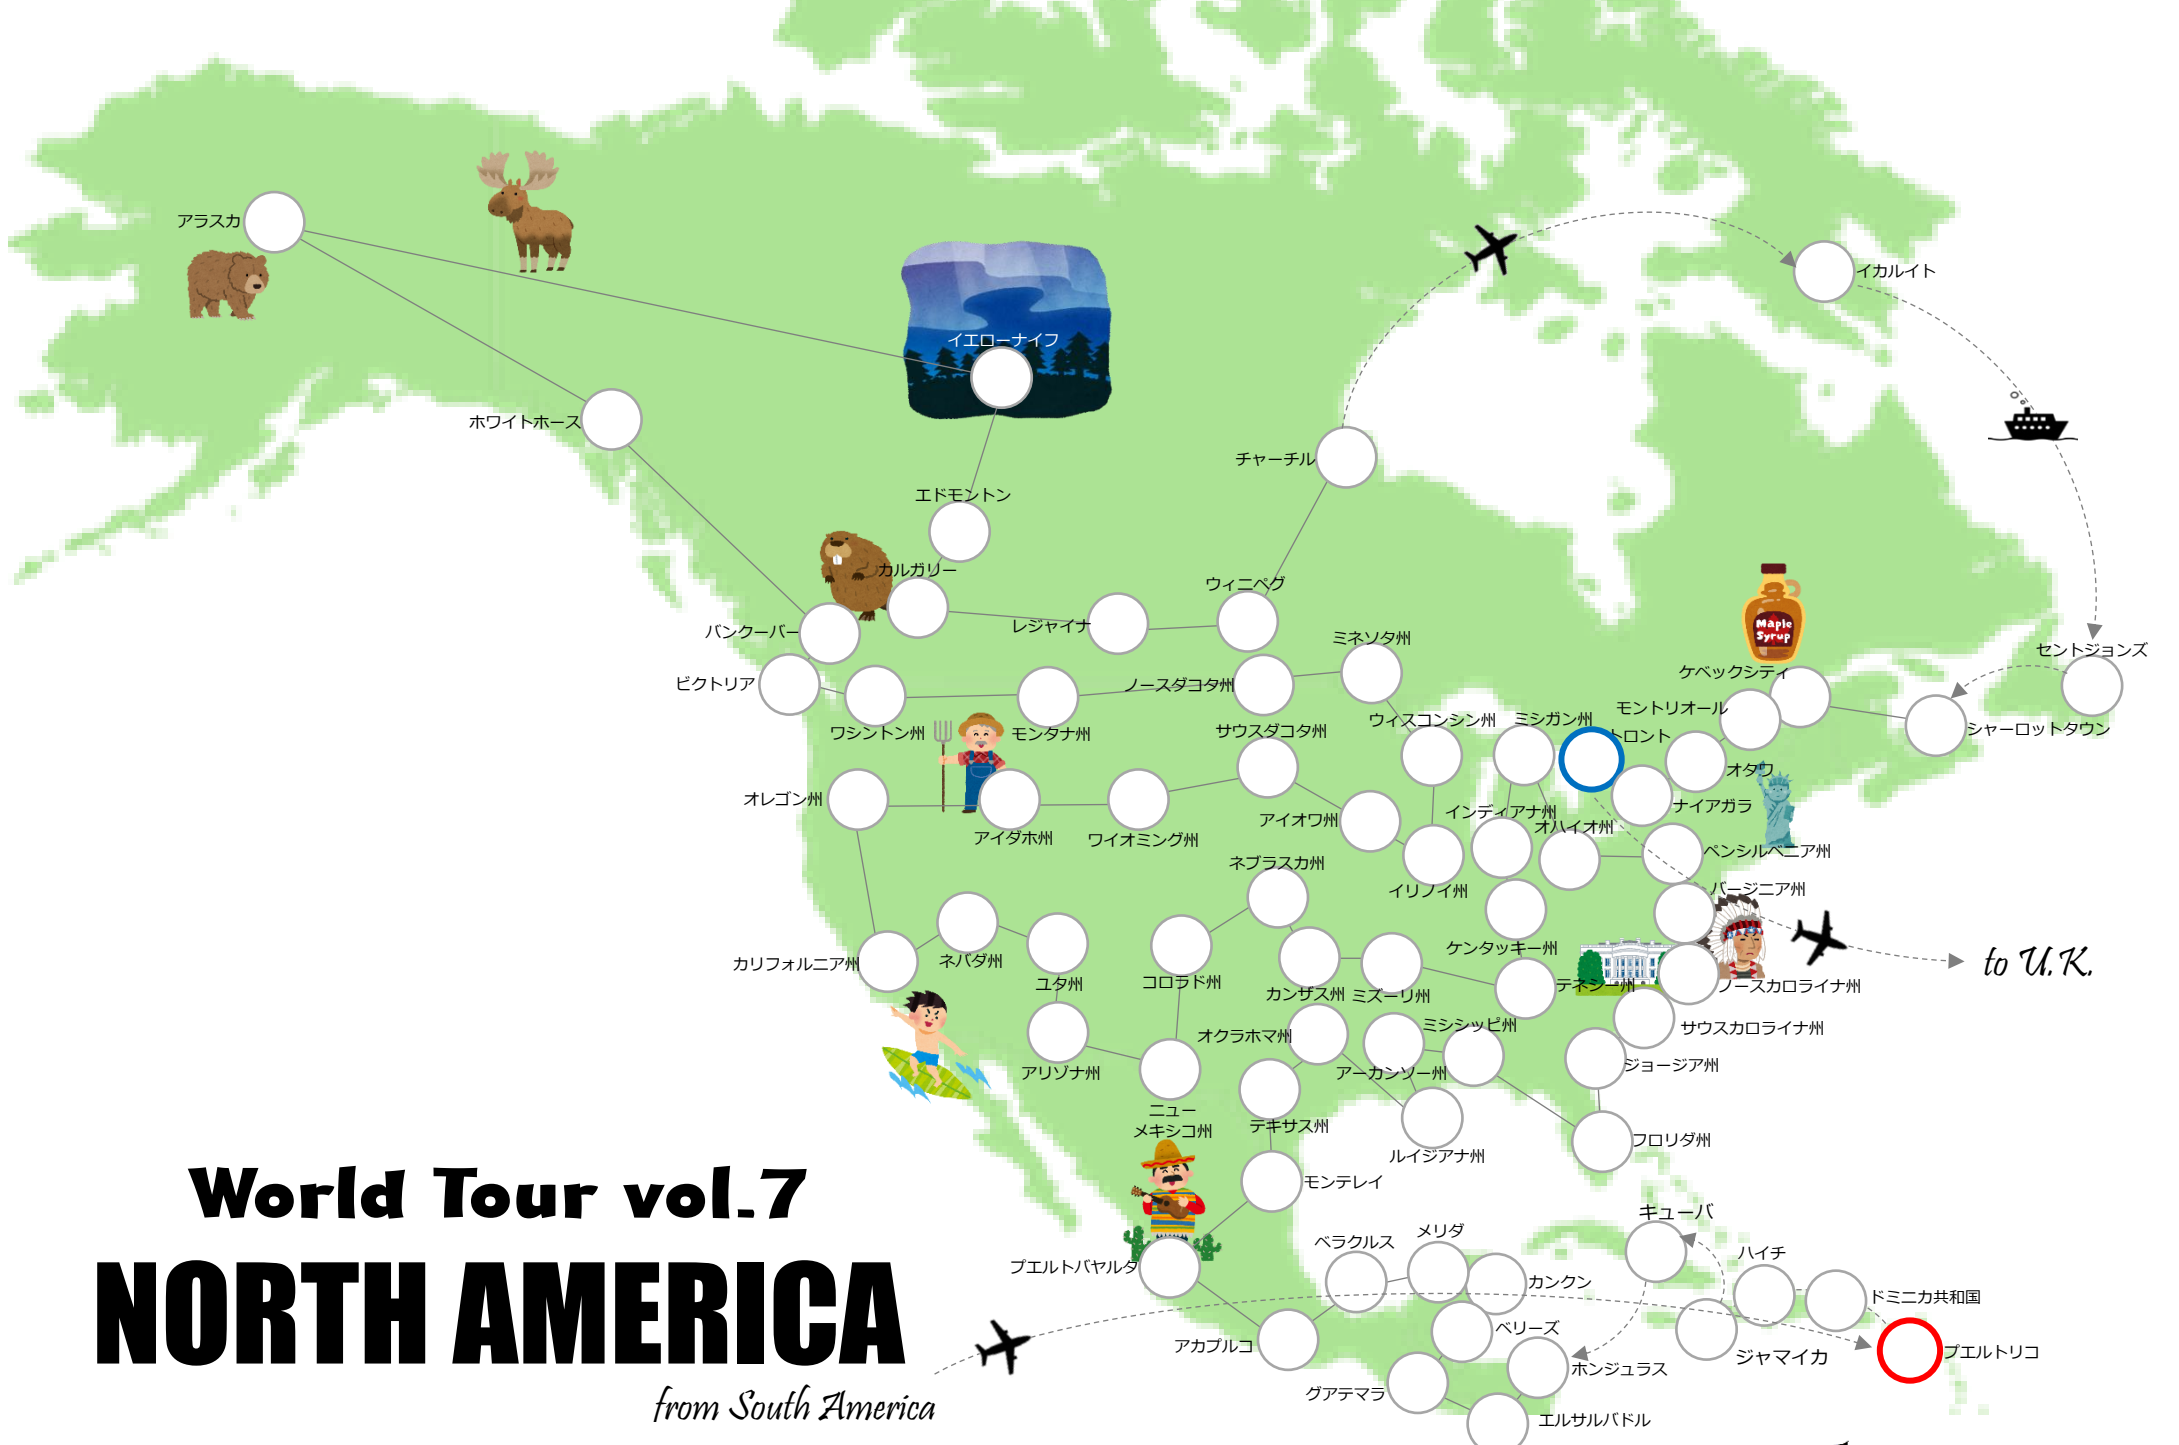 アラスカ
イカルイト
イエローナイフ
ホワイトホース
チャーチル
エドモントン
カルガリー
ウィニペグ
レジャイナ
バンクーバー
ミネソタ州
Maple
Syrup
セントジョンズ
ケベックシティ
ビクトリア
ノースダコタ州
モントリオール
ワシントン州
モンタナ州
サウスダコタ州
ウィスコンシン州
ミシガン州
トロント
シャーロットタウン
オタワ
オレゴン州
ナイアガラ
アイダホ州
ワイオミング州
アイオワ州
インディアナ州
オハイオ州
ペンシルベニア州
ネブラスカ州
イリノイ州
バージニア州
カリフォルニア州
ネバダ州
ケンタッキー州
to U.K.
ユタ州
コロラド州
カンザス州
ミズーリ州
テネシー州
ノースカロライナ州
オクラホマ州
ミシシッピ州
サウスカロライナ州
アリゾナ州
アーカンソー州
ジョージア州
ニュー
メキシコ州
テキサス州
フロリダ州
ルイジアナ州
モンテレイ
World Tour vol.7
キューバ
ベラクルス
メリダ
ハイチ
プエルトバヤルタ
カンクン
ドミニカ共和国
NORTH AMERICA
アカプルコ
ベリーズ
ジャマイカ
プエルトリコ
ホンジュラス
グアテマラ
from South America
エルサルバドル